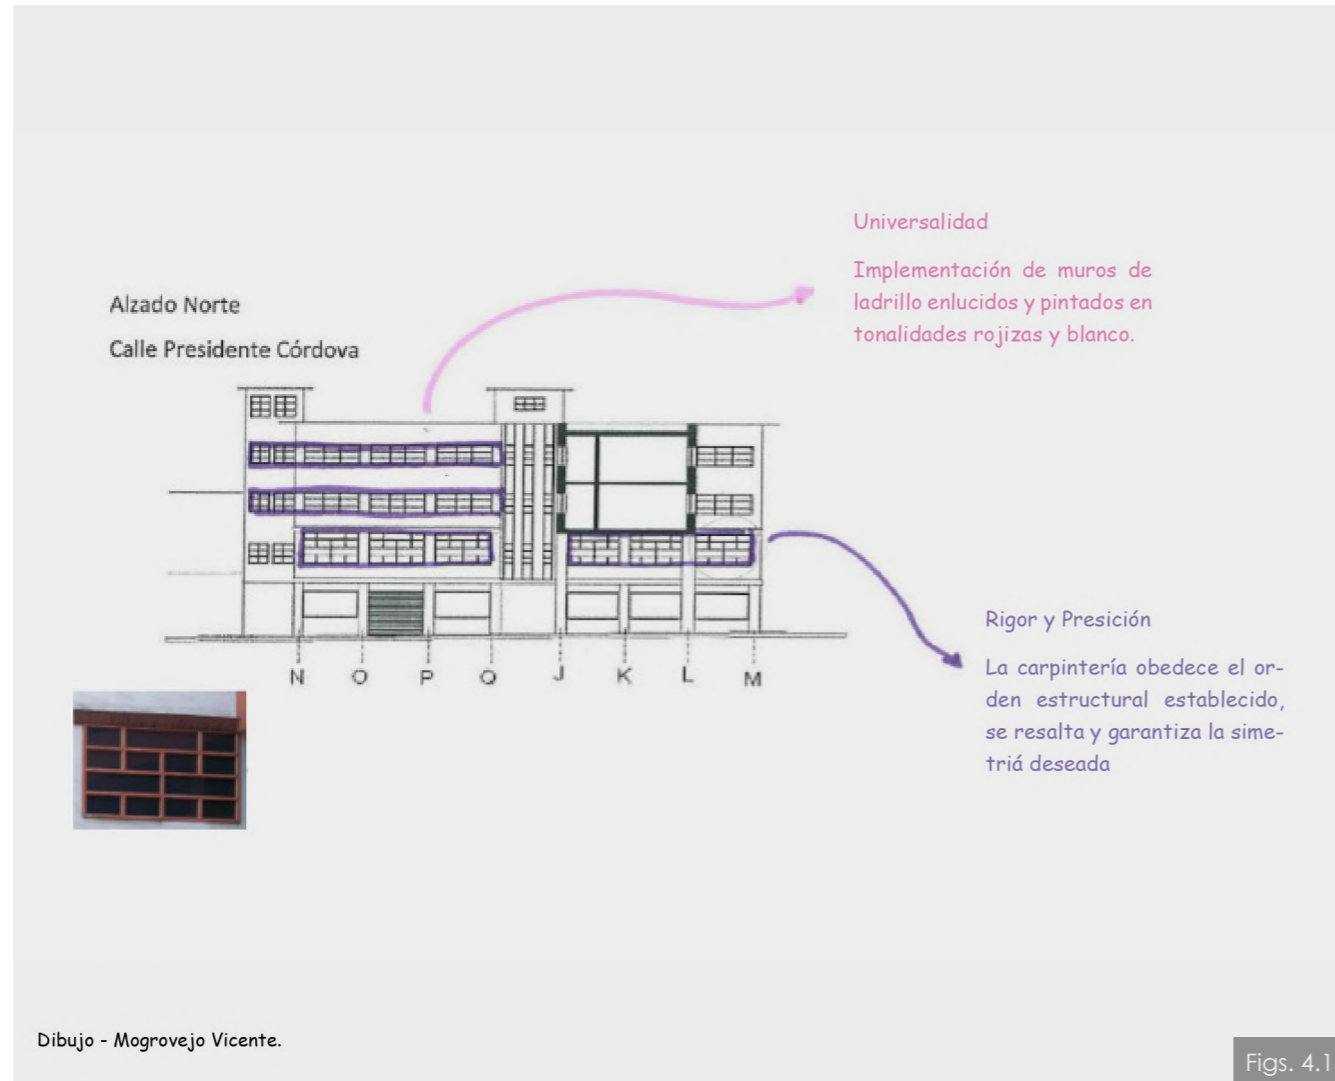 Universalidad
Implementación de muros de
ladrillo enlucidos y pintados en
tonalidades rojizas y blanco.
Alzado Norte
Calle Presidente Córdova
N O P Q J K L M
Rigor y Presición
La carpintería obedece el or-
den estructural establecido,
se resalta y garantiza la sime-
triá deseada
Dibujo - Mogrovejo Vicente.
Figs. 4.1